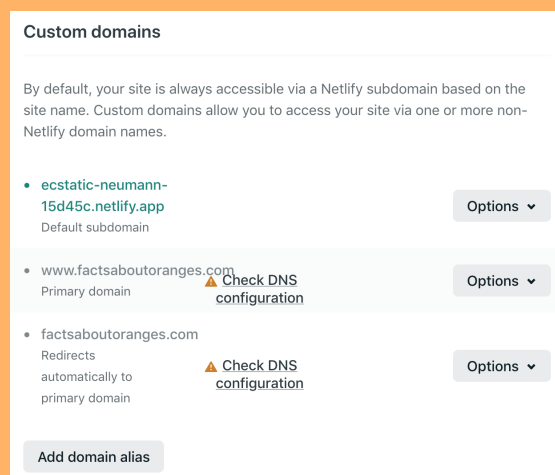 Custom domains
By default, your site is always accessible via a Netlify subdomain based on the
site name. Custom domains allow you to access your site via one or more non-
Netlify domain names.
ecstatic-neumann-
15d45c.netlify.app
Default subdomain
Options
www.factsaboutoranges.com
Primary domain
Check DNS
configuration
Options
factsaboutoranges.com
Redirects
automatically to
primary domain
Check DNS
configuration
Options
Add domain alias